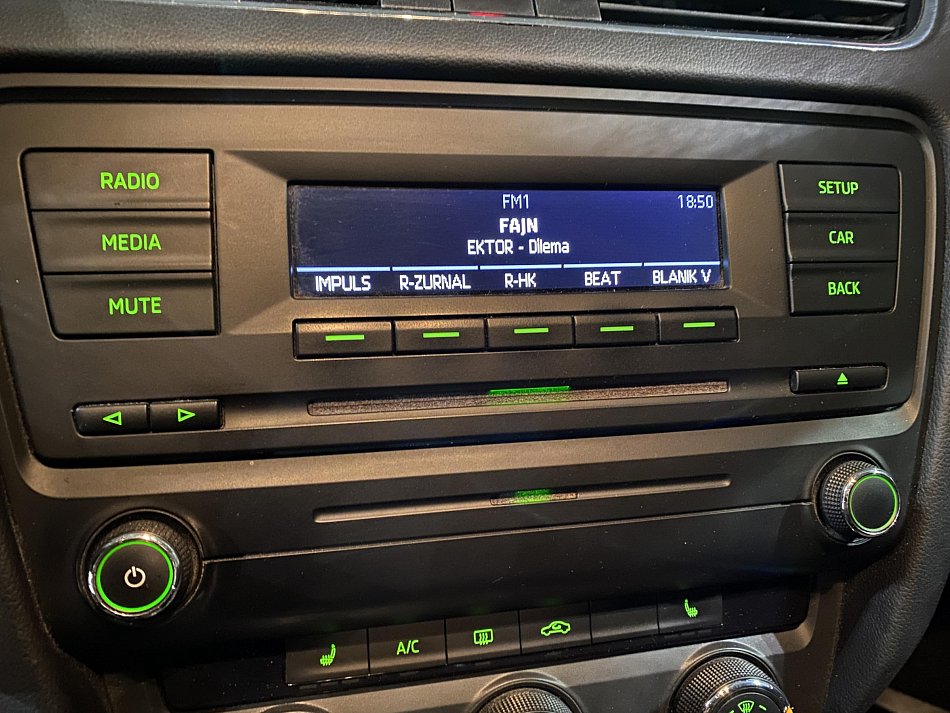 RADIO
MEDIA
MUTE
FM1 18:50
FAJN
EKTOR - Dilema
IMPULS R-ZURNAL R-HK BEAT BLANIK V
SETUP
CAR
BACK
A/C